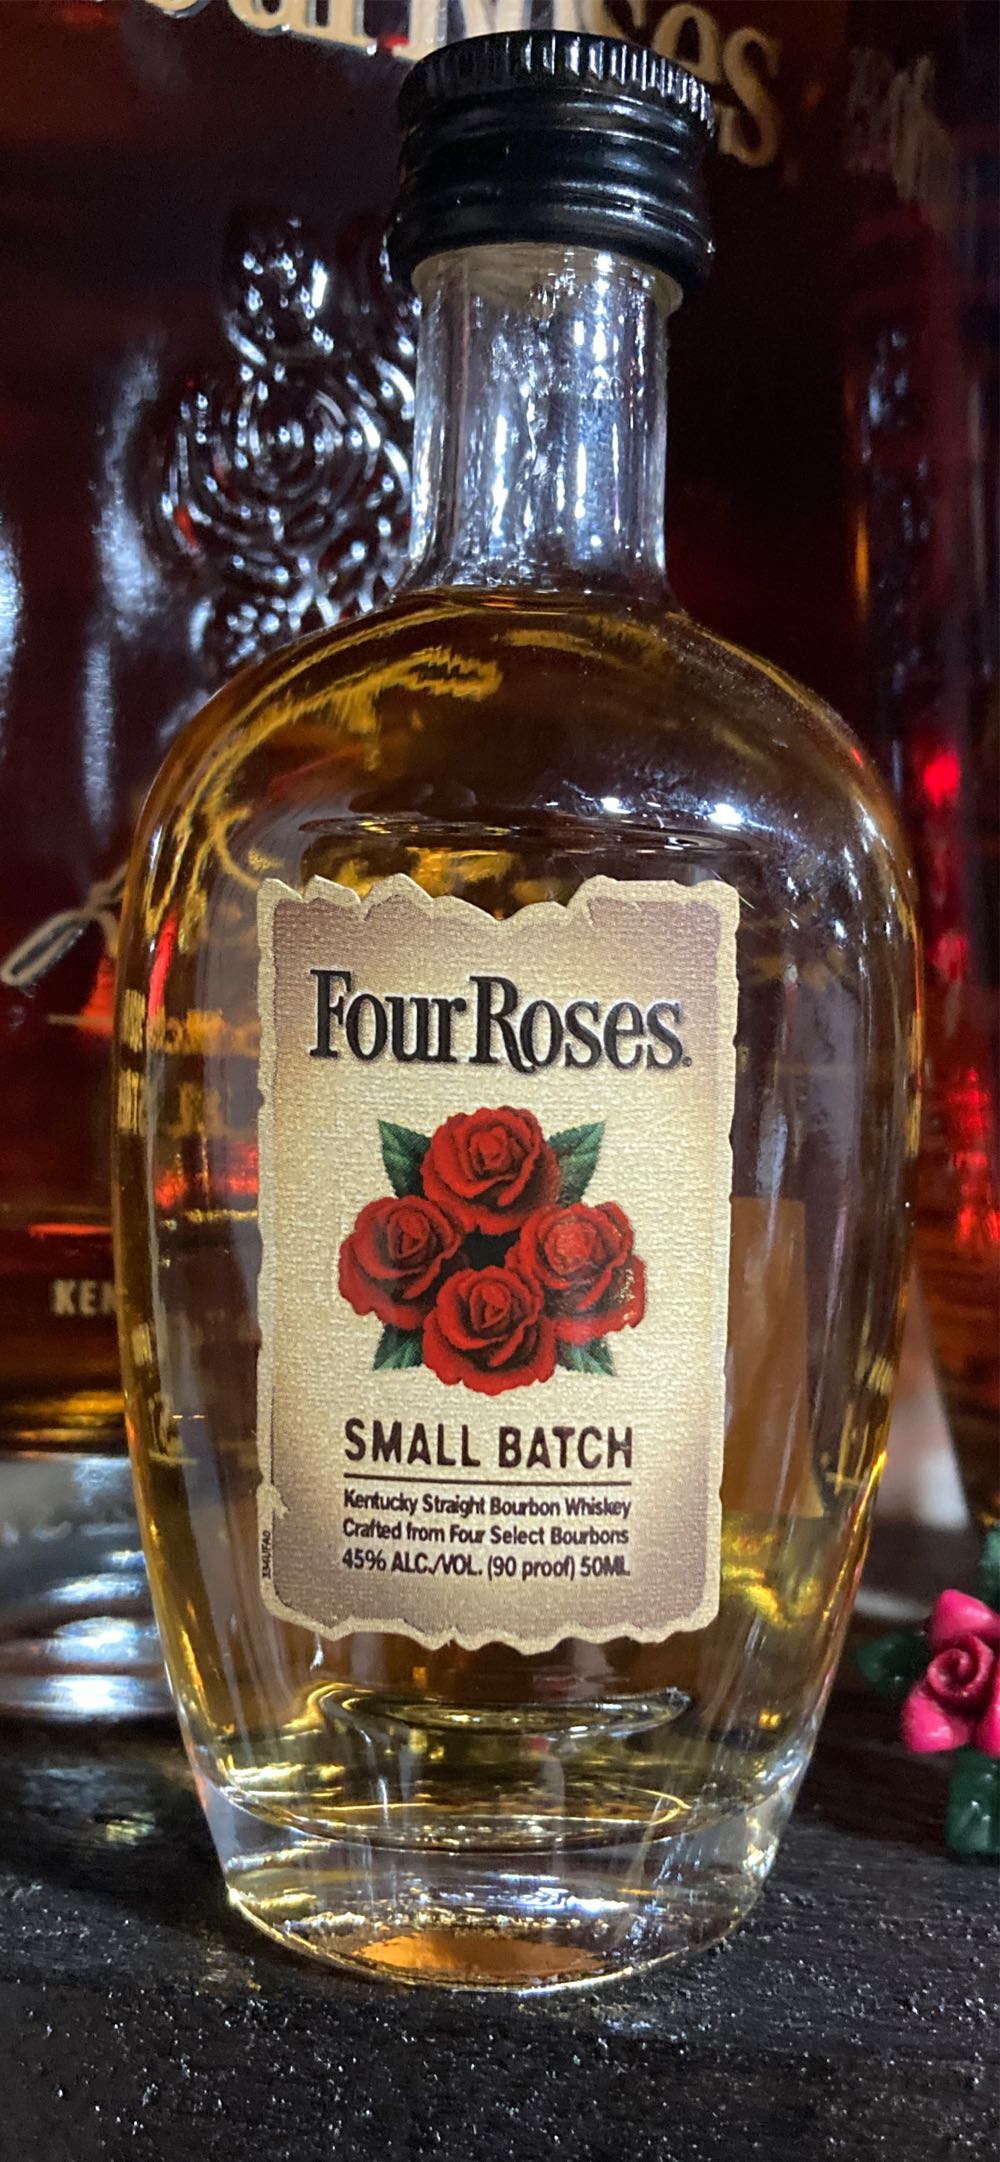 Four Roses
SMALL BATCH
Kentucky Straight Bourbon Whiskey
Crafted from Four Select Bourbons
45% ALC./VOL. (90 proof) 50ML
KEN